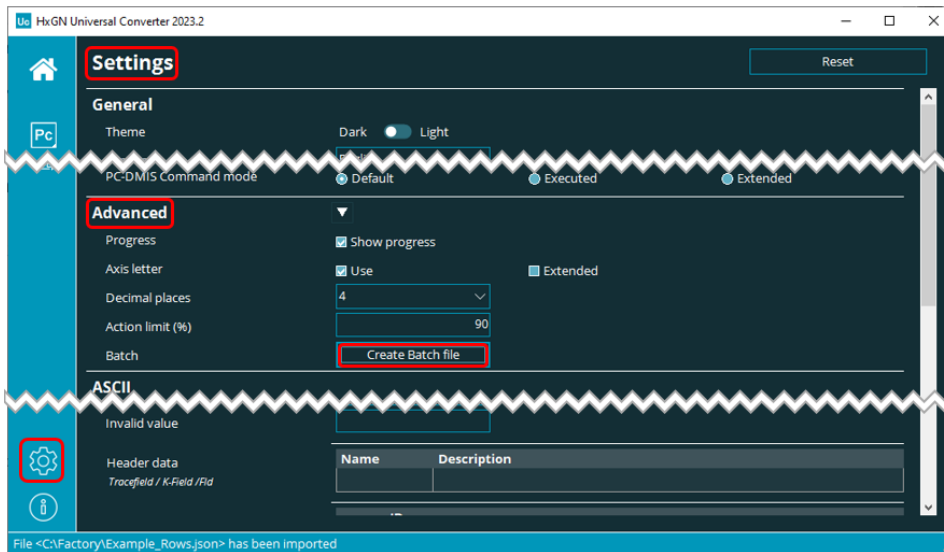 Uc HxGN Universal Converter 2023.2
Settings
Reset
General
Theme Dark Light
Pc
PC-DMIS Command mode Default Executed Extended
Advanced
Progress Show progress
Axis letter Use Extended
Decimal places 4
Action limit (%) 90
Batch Create Batch file
ASCII
Invalid value
Header data Name Description
Tracefield / K-Field /Fld
File <C:\Factory\Example_Rows.json> has been imported